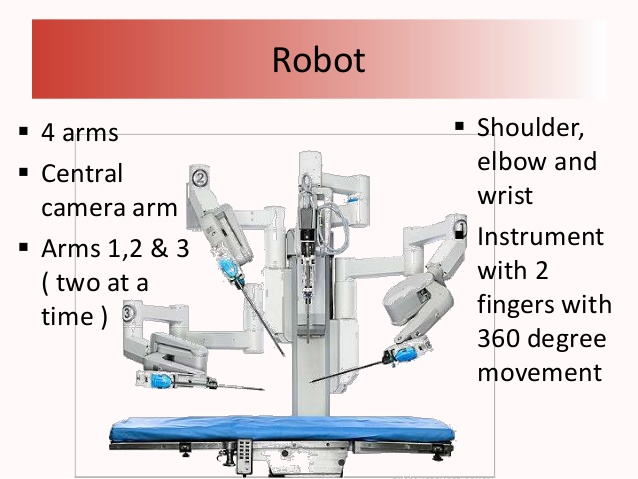 Robot
▪ 4 arms
▪ Central
camera arm
▪ Arms 1,2 & 3
( two at a
time )
▪ Shoulder,
elbow and
wrist
▪ Instrument
with 2
fingers with
360 degree
movement
2
3